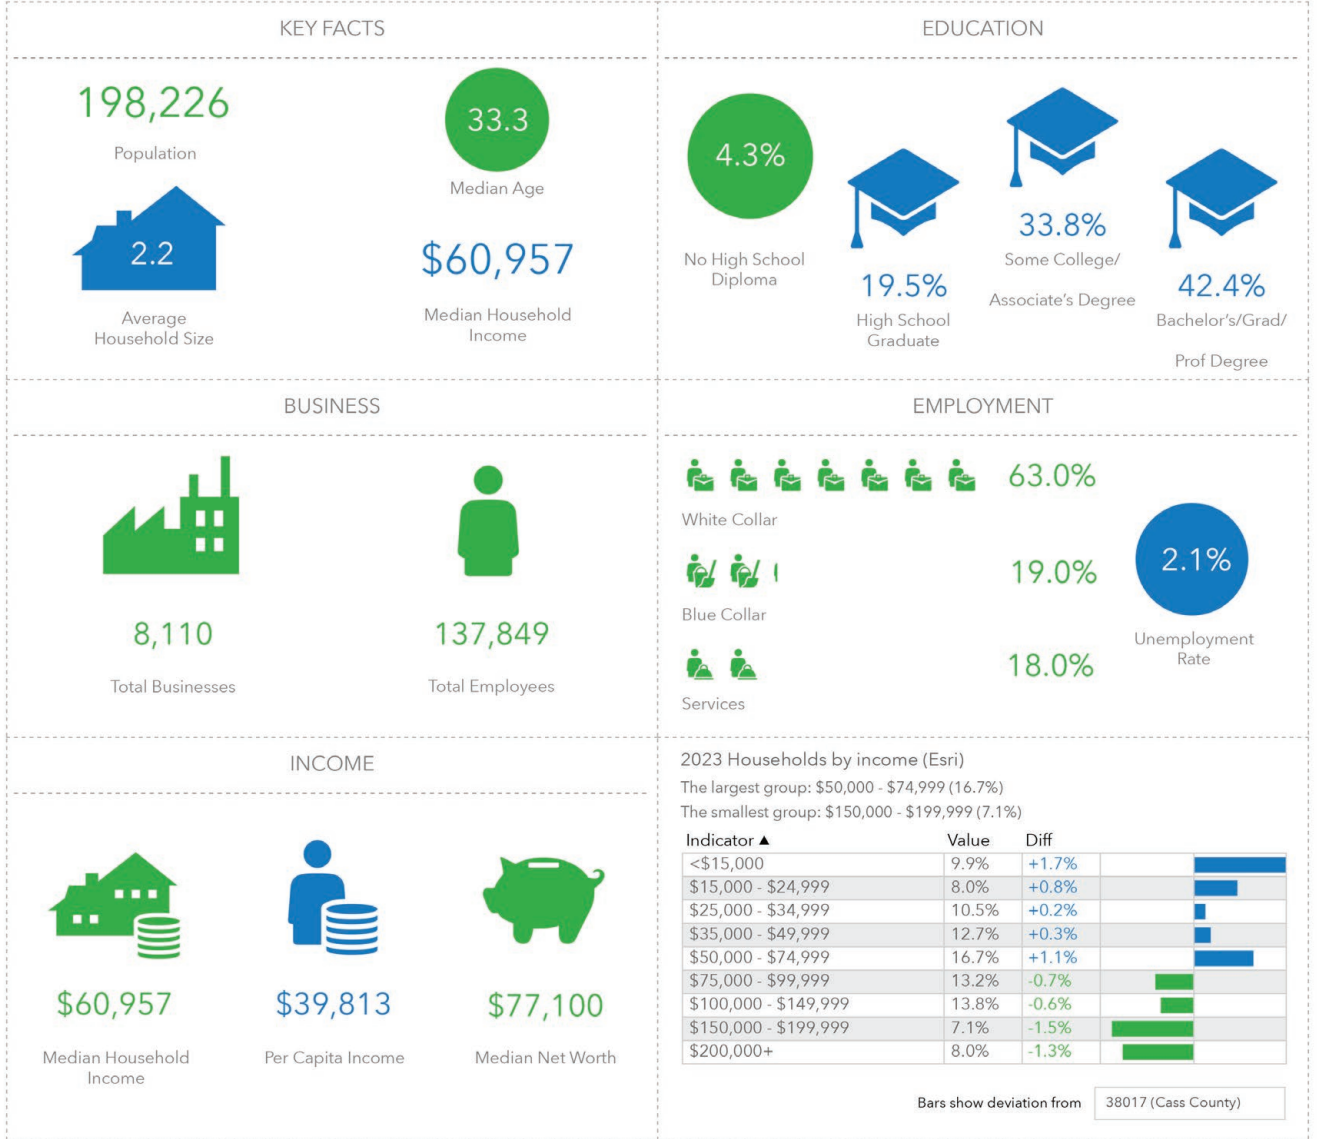 KEY FACTS
198,226
Population
33.3
Median Age
2.2
Average
Household Size
$60,957
Median Household
Income
EDUCATION
4.3%
No High School
Diploma
19.5%
High School
Graduate
33.8%
Some College/
Associate's Degree
42.4%
Bachelor's/Grad/
Prof Degree
BUSINESS
8,110
Total Businesses
137,849
Total Employees
EMPLOYMENT
63.0%
White Collar
19.0%
Blue Collar
18.0%
Services
2.1%
Unemployment
Rate
INCOME
$60,957
Median Household
Income
$39,813
Per Capita Income
$77,100
Median Net Worth
2023 Households by income (Esri)
The largest group: $50,000 - $74,999 (16.7%)
The smallest group: $150,000 - $199,999 (7.1%)
Indicator ▲ Value Diff
<$15,000 9.9% +1.7%
$15,000 - $24,999 8.0% +0.8%
$25,000 - $34,999 10.5% +0.2%
$35,000 - $49,999 12.7% +0.3%
$50,000 - $74,999 16.7% +1.1%
$75,000 - $99,999 13.2% -0.7%
$100,000 - $149,999 13.8% -0.6%
$150,000 - $199,999 7.1% -1.5%
$200,000+ 8.0% -1.3%
Bars show deviation from 38017 (Cass County)